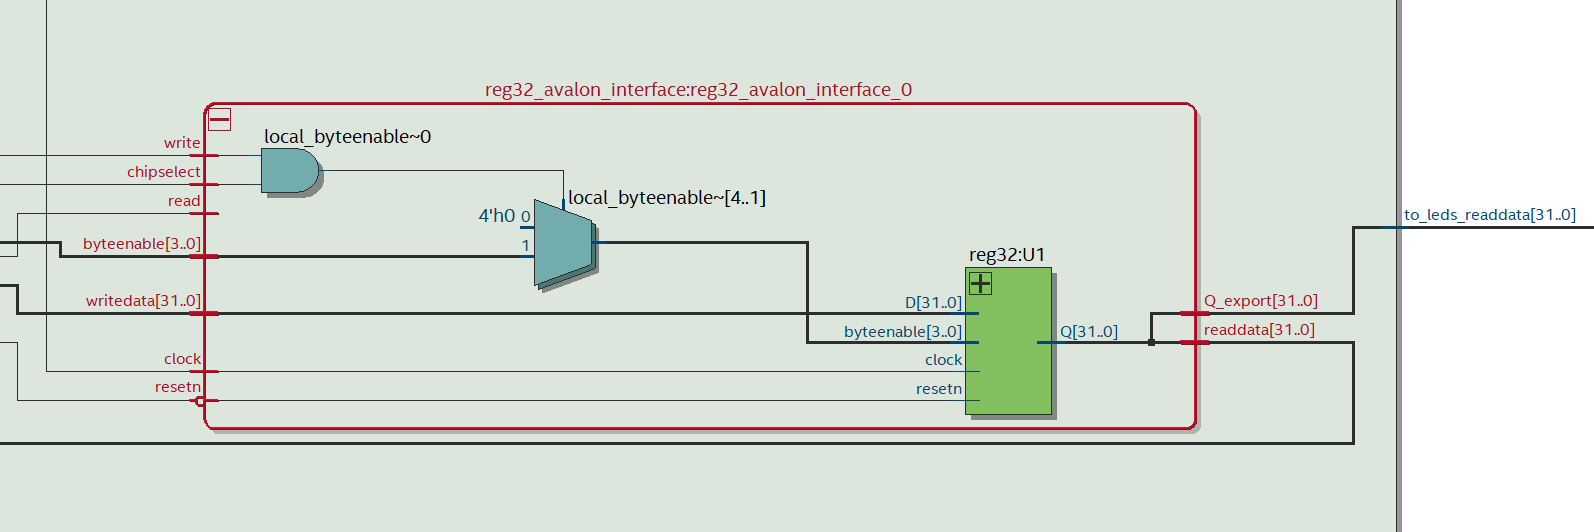 reg32_avalon_interface:reg32_avalon_interface_0
local_byteenable~0
write
chipselect
read
local_byteenable~[4..1]
4'h0 0
1
to_leds_readdata[31..0]
byteenable[3..0]
reg32:U1
writedata[31..0]
D[31..0]
Q_export[31..0]
byteenable[3..0]
Q[31..0]
readdata[31..0]
clock
clock
resetn
resetn